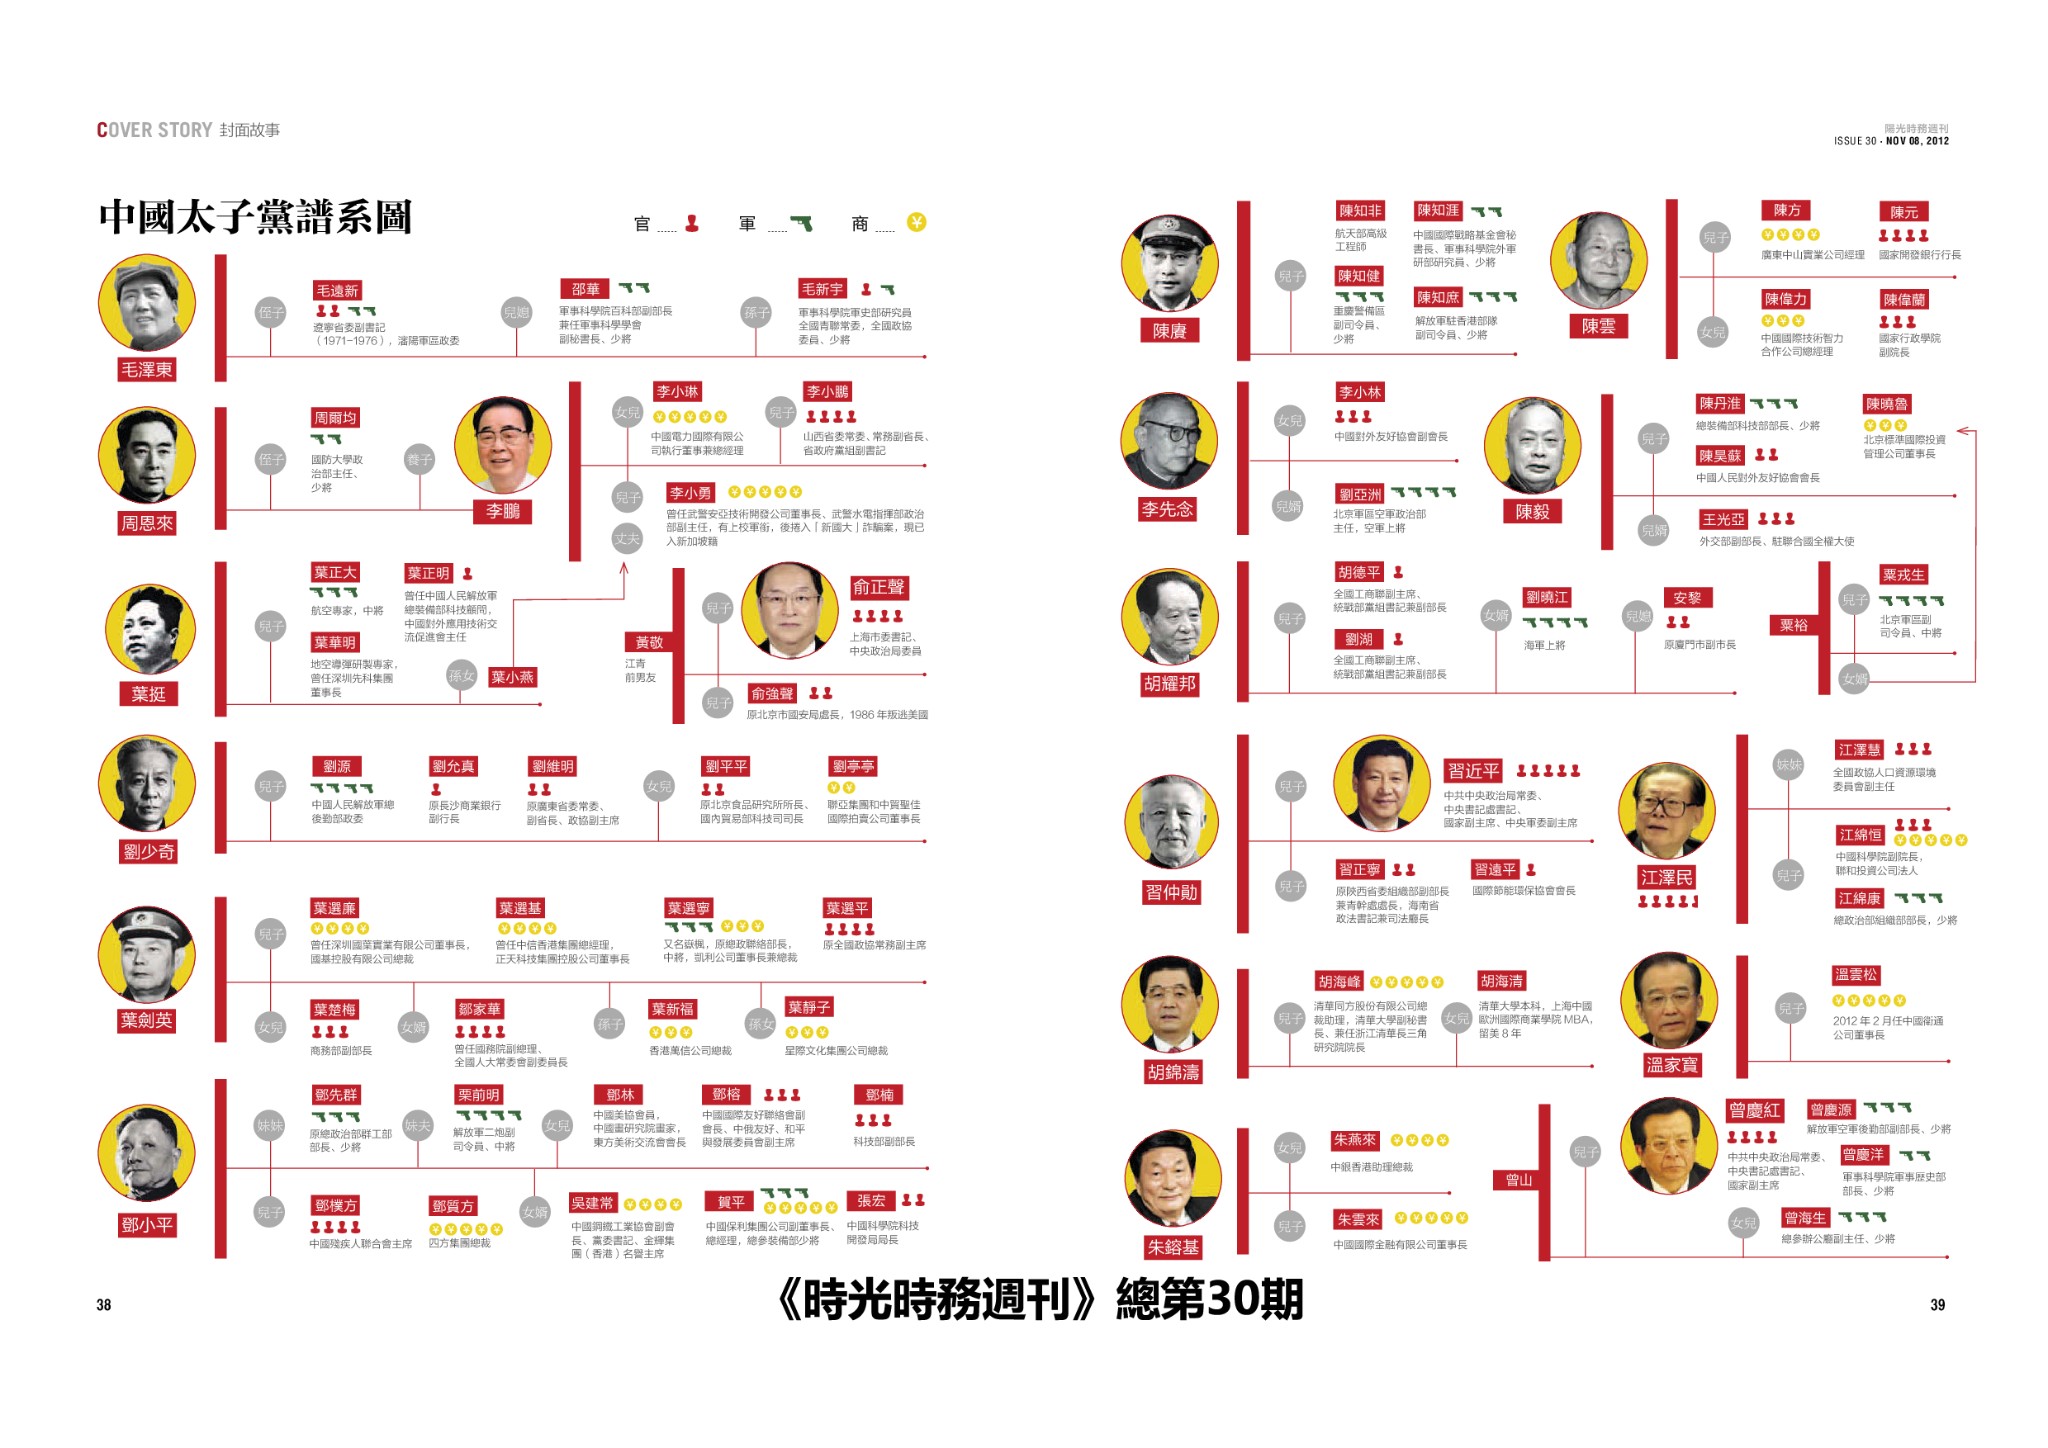 COVER STORY 封面故事
陽光時務週刊
ISSUE 30 · NOV 08, 2012
中國太子黨譜系圖
官 ...... 軍 ...... 商 ......
毛澤東
侄子
毛遠新
遼寧省委副書記
（1971-1976），瀋陽軍區政委
兒媳
邵華
軍事科學院百科部副部長
兼任軍事科學學會
副秘書長、少將
孫子
毛新宇
軍事科學院軍史部研究員
全國青聯常委，全國政協
委員、少將
周恩來
侄子
周爾均
國防大學政
治部主任、
少將
養子
李鵬
女兒
李小琳
中國電力國際有限公
司執行董事兼總經理
兒子
李小鵬
山西省委常委、常務副省長、
省政府黨組副書記
兒子
李小勇
曾任武警安亞技術開發公司董事長、武警水電指揮部政治
部副主任，有上校軍銜，後捲入「新國大」詐騙案，現已
入新加坡籍
丈夫
葉挺
兒子
葉正大
航空專家，中將
葉正明
曾任中國人民解放軍
總裝備部科技顧問，
中國對外應用技術交
流促進會主任
葉華明
地空導彈研製專家，
曾任深圳先科集團
董事長
孫女
葉小燕
黃敬
江青
前男友
兒子
俞正聲
上海市委書記、
中央政治局委員
兒子
俞強聲
原北京市國安局處長，1986 年叛逃美國
劉少奇
兒子
劉源
中國人民解放軍總
後勤部政委
劉允真
原長沙商業銀行
副行長
劉維明
原廣東省委常委、
副省長、政協副主席
女兒
劉平平
原北京食品研究所所長、
國內貿易部科技司司長
劉亭亭
聯亞集團和中賀聖佳
國際拍賣公司董事長
葉劍英
兒子
葉選廉
曾任深圳國葉實業有限公司董事長，
國基控股有限公司總裁
葉選基
曾任中信香港集團總經理，
正天科技集團控股公司董事長
葉選寧
又名嶽楓，原總政聯絡部長，
中將，凱利公司董事長兼總裁
葉選平
原全國政協常務副主席
女兒
葉楚梅
商務部副部長
女婿
鄒家華
曾任國務院副總理、
全國人大常委會副委員長
孫子
葉新福
香港萬信公司總裁
孫女
葉靜子
星際文化集團公司總裁
鄧小平
妹妹
鄧先群
原總政治部群工部
部長、少將
妹夫
栗前明
解放軍二炮副
司令員、中將
女兒
鄧林
中國美協會員，
中國畫研究院畫家，
東方美術交流會會長
鄧榕
中國國際友好聯絡會副
會長、中俄友好、和平
與發展委員會副主席
鄧楠
科技部副部長
兒子
鄧樸方
中國殘疾人聯合會主席
鄧質方
四方集團總裁
女婿
吳建常
中國鋼鐵工業協會副會
長、黨委書記、金輝集
團（香港）名譽主席
賀平
中國保利集團公司副董事長、
總經理，總參裝備部少將
張宏
中國科學院科技
開發局局長
38
陳賡
兒子
陳知非
航天部高級
工程師
陳知涯
中國國際戰略基金會秘
書長、軍事科學院外軍
研部研究員、少將
陳知健
重慶警備區
副司令員、
少將
陳知庶
解放軍駐香港部隊
副司令員、少將
陳雲
兒子
陳方
廣東中山實業公司經理
陳元
國家開發銀行行長
女兒
陳偉力
中國國際技術智力
合作公司總經理
陳偉蘭
國家行政學院
副院長
李先念
女兒
李小林
中國對外友好協會副會長
兒婿
劉亞洲
北京軍區空軍政治部
主任，空軍上將
陳毅
兒子
陳丹淮
總裝備部科技部部長、少將
陳曉魯
北京標準國際投資
管理公司董事長
陳昊蘇
中國人民對外友好協會會長
兒婿
王光亞
外交部副部長、駐聯合國全權大使
胡耀邦
兒子
胡德平
全國工商聯副主席、
統戰部黨組書記兼副部長
劉湖
全國工商聯副主席、
統戰部黨組書記兼副部長
女婿
劉曉江
海軍上將
兒媳
安黎
原廈門市副市長
粟裕
兒子
粟戎生
北京軍區副
司令員、中將
女婿
習仲勛
兒子
習近平
中共中央政治局常委、
中央書記處書記、
國家副主席、中央軍委副主席
兒子
習正寧
原陝西省委組織部副部長
兼青幹處處長，海南省
政法書記兼司法廳長
習遠平
國際節能環保協會會長
江澤民
妹妹
江澤慧
全國政協人口資源環境
委員會副主任
兒子
江綿恒
中國科學院副院長，
聯和投資公司法人
江綿康
總政治部組織部部長，少將
胡錦濤
兒子
胡海峰
清華同方股份有限公司總
裁助理，清華大學副秘書
長、兼任浙江清華長三角
研究院院長
女兒
胡海清
清華大學本科，上海中國
歐洲國際商業學院 MBA，
留美 8 年
溫家寶
兒子
溫雲松
2012 年 2 月任中國衛通
公司董事長
朱鎔基
女兒
朱燕來
中銀香港助理總裁
兒子
朱雲來
中國國際金融有限公司董事長
曾山
兒子
曾慶紅
中共中央政治局常委、
中央書記處書記、
國家副主席
曾慶源
解放軍空軍後勤部副部長、少將
曾慶洋
軍事科學院軍事歷史部
部長、少將
女兒
曾海生
總參辦公廳副主任、少將
39
《時光時務週刊》總第30期